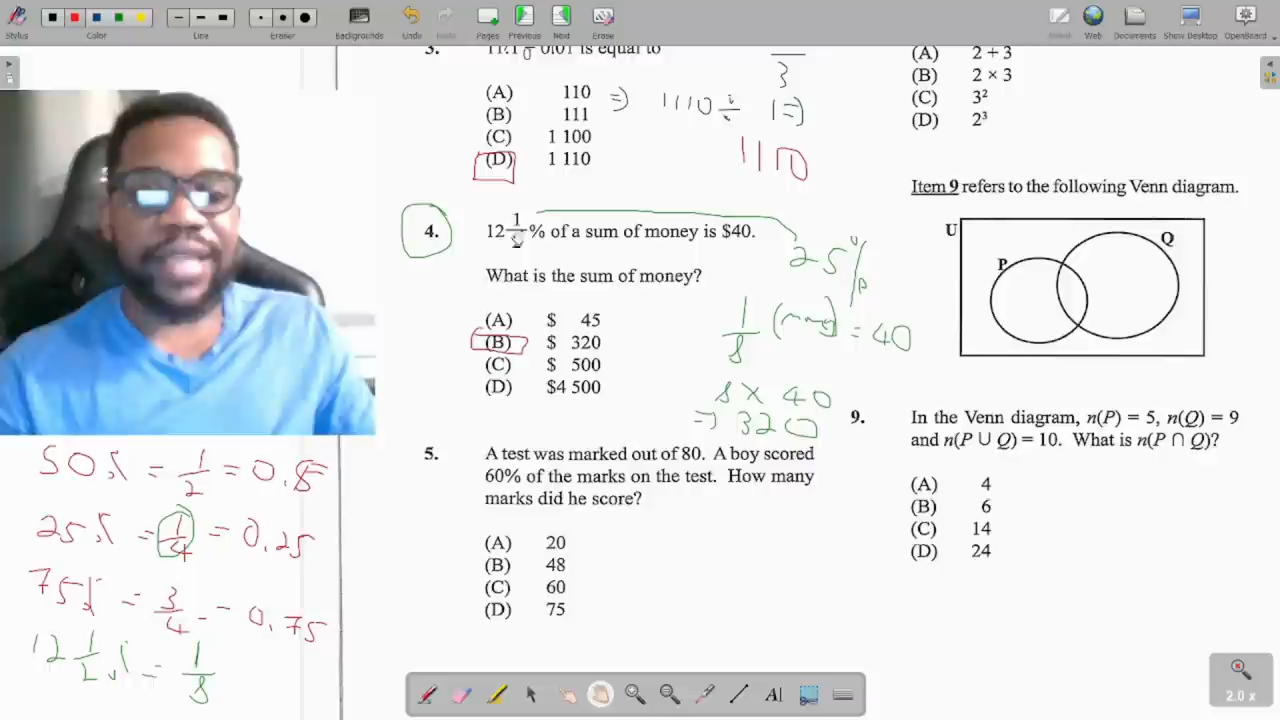 Stylus
Color
Line
Eraser
Backgrounds
Undo
Redo
Pages
Previous
Next
Erase
Board
Web
Documents
Show Desktop
OpenBoard
3. 11.1 ÷ 0.01 is equal to
(A) 110
(B) 111
(C) 1 100
(D) 1 110
3
=) 1110 ÷ 1 =)
1110
4. 12 1/2 % of a sum of money is $40.
What is the sum of money?
(A) $ 45
(B) $ 320
(C) $ 500
(D) $4 500
25%
1/8 (money) = 40
8 x 40
=) 320
5. A test was marked out of 80. A boy scored
60% of the marks on the test. How many
marks did he score?
(A) 20
(B) 48
(C) 60
(D) 75
50% = 1/2 = 0.5
25% = 1/4 = 0.25
75% = 3/4 = 0.75
12 1/2 % = 1/8
(A) 2 + 3
(B) 2 × 3
(C) 3²
(D) 2³
Item 9 refers to the following Venn diagram.
U
P
Q
9. In the Venn diagram, n(P) = 5, n(Q) = 9
and n(P ∪ Q) = 10. What is n(P ∩ Q)?
(A) 4
(B) 6
(C) 14
(D) 24
2.0 x